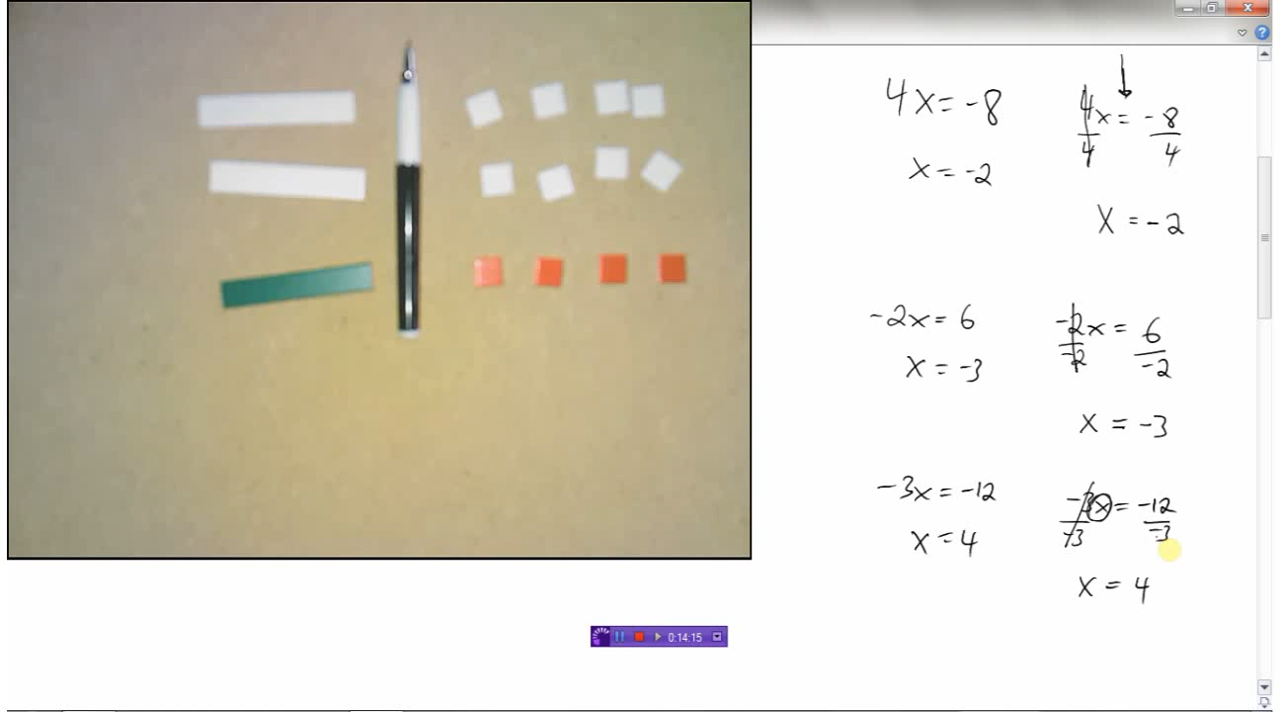 4x = -8
x = -2
4x = -8
4 4
x = -2
-2x = 6
x = -3
-2x = 6
-2 -2
x = -3
-3x = -12
x = 4
-3x = -12
-3 -3
x = 4
0:14:15